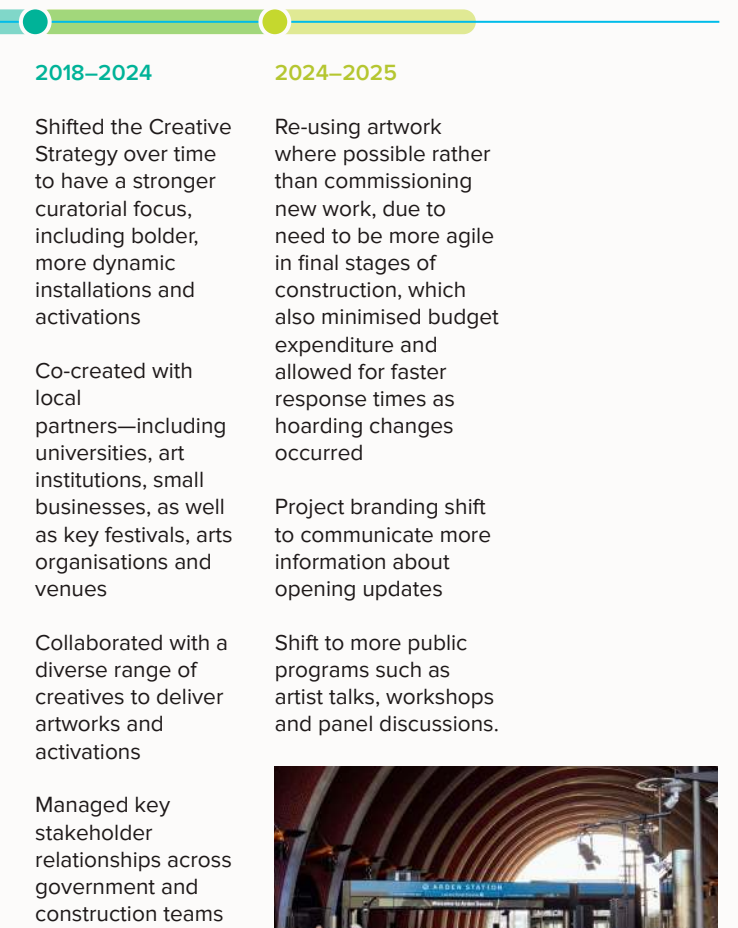 2018–2024
Shifted the Creative
Strategy over time
to have a stronger
curatorial focus,
including bolder,
more dynamic
installations and
activations
Co-created with
local
partners—including
universities, art
institutions, small
businesses, as well
as key festivals, arts
organisations and
venues
Collaborated with a
diverse range of
creatives to deliver
artworks and
activations
Managed key
stakeholder
relationships across
government and
construction teams
2024–2025
Re-using artwork
where possible rather
than commissioning
new work, due to
need to be more agile
in final stages of
construction, which
also minimised budget
expenditure and
allowed for faster
response times as
hoarding changes
occurred
Project branding shift
to communicate more
information about
opening updates
Shift to more public
programs such as
artist talks, workshops
and panel discussions.
ARDEN STATION
Welcome to Arden Sounds